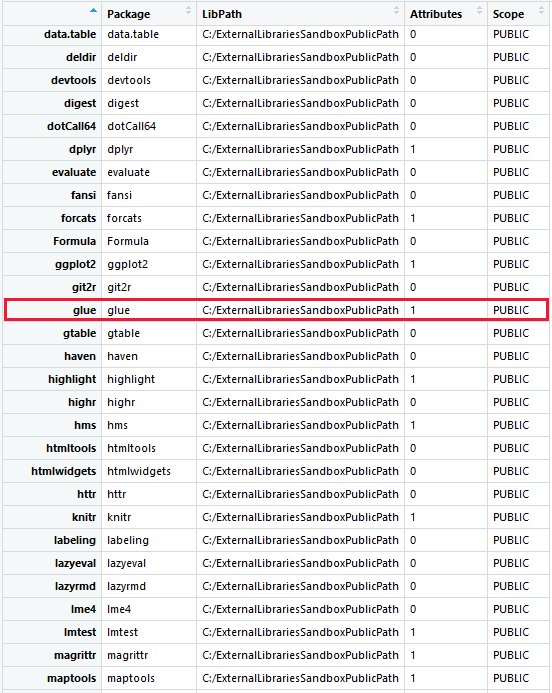 Package LibPath Attributes Scope
data.table data.table C:/ExternalLibrariesSandboxPublicPath 0 PUBLIC
deldir deldir C:/ExternalLibrariesSandboxPublicPath 0 PUBLIC
devtools devtools C:/ExternalLibrariesSandboxPublicPath 0 PUBLIC
digest digest C:/ExternalLibrariesSandboxPublicPath 0 PUBLIC
dotCall64 dotCall64 C:/ExternalLibrariesSandboxPublicPath 0 PUBLIC
dplyr dplyr C:/ExternalLibrariesSandboxPublicPath 1 PUBLIC
evaluate evaluate C:/ExternalLibrariesSandboxPublicPath 0 PUBLIC
fansi fansi C:/ExternalLibrariesSandboxPublicPath 0 PUBLIC
forcats forcats C:/ExternalLibrariesSandboxPublicPath 1 PUBLIC
Formula Formula C:/ExternalLibrariesSandboxPublicPath 0 PUBLIC
ggplot2 ggplot2 C:/ExternalLibrariesSandboxPublicPath 1 PUBLIC
git2r git2r C:/ExternalLibrariesSandboxPublicPath 0 PUBLIC
glue glue C:/ExternalLibrariesSandboxPublicPath 1 PUBLIC
gtable gtable C:/ExternalLibrariesSandboxPublicPath 0 PUBLIC
haven haven C:/ExternalLibrariesSandboxPublicPath 0 PUBLIC
highlight highlight C:/ExternalLibrariesSandboxPublicPath 1 PUBLIC
highr highr C:/ExternalLibrariesSandboxPublicPath 0 PUBLIC
hms hms C:/ExternalLibrariesSandboxPublicPath 1 PUBLIC
htmltools htmltools C:/ExternalLibrariesSandboxPublicPath 0 PUBLIC
htmlwidgets htmlwidgets C:/ExternalLibrariesSandboxPublicPath 0 PUBLIC
httr httr C:/ExternalLibrariesSandboxPublicPath 0 PUBLIC
knitr knitr C:/ExternalLibrariesSandboxPublicPath 1 PUBLIC
labeling labeling C:/ExternalLibrariesSandboxPublicPath 0 PUBLIC
lazyeval lazyeval C:/ExternalLibrariesSandboxPublicPath 0 PUBLIC
lazyrmd lazyrmd C:/ExternalLibrariesSandboxPublicPath 0 PUBLIC
lme4 lme4 C:/ExternalLibrariesSandboxPublicPath 0 PUBLIC
lmtest lmtest C:/ExternalLibrariesSandboxPublicPath 1 PUBLIC
magrittr magrittr C:/ExternalLibrariesSandboxPublicPath 1 PUBLIC
maptools maptools C:/ExternalLibrariesSandboxPublicPath 1 PUBLIC